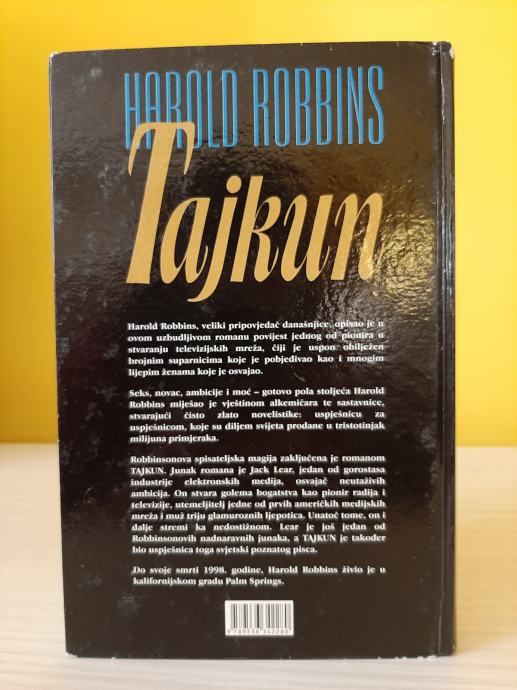 HAROLD ROBBINS
Tajkun
Harold Robbins, veliki pripovjedač današnjice, opisao je u
ovom uzbudljivom romanu povijest jednog od pionira u
stvaranju televizijskih mreža, čiji je uspon obilježen
brojnim suparnicima koje je pobjeđivao kao i mnogim
lijepim ženama koje je osvajao.
Seks, novac, ambicije i moć – gotovo pola stoljeća Harold
Robbins miješao je vještinom alkemičara te sastavnice,
stvarajući čisto zlato novelistike: uspješnicu za
uspješnicom, koje su diljem svijeta prodane u tristotinjak
milijuna primjeraka.
Robbinsonova spisateljska magija zaključena je romanom
TAJKUN. Junak romana je Jack Lear, jedan od gorostasa
industrije elektronskih medija, osvajač neutaživih
ambicija. On stvara golema bogatstva kao pionir radija i
televizije, utemeljitelj jedne od prvih američkih medijskih
mreža i muž triju glamuroznih ljepotica. Unatoč tome, on i
dalje stremi ka nedostižnom. Lear je još jedan od
Robbinsonovih nadnaravnih junaka, a TAJKUN je također
bio uspješnica toga svjetski poznatog pisca.
Do svoje smrti 1998. godine, Harold Robbins živio je u
kalifornijskom gradu Palm Springs.
9789536342280